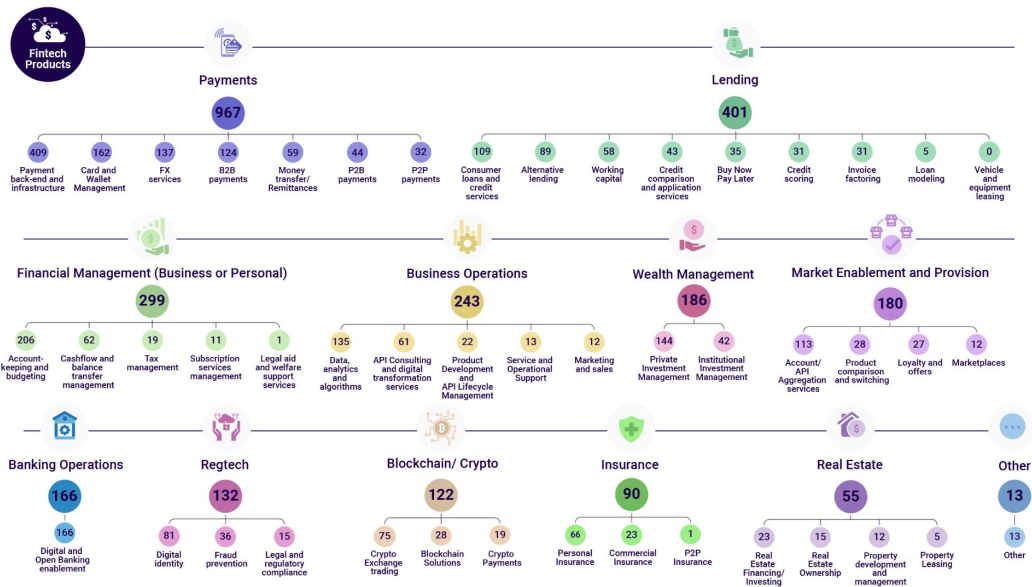 Fintech
Products
Payments
967
409
Payment
back-end and
infrastructure
162
Card and
Wallet
Management
137
FX
services
124
B2B
payments
59
Money
transfer/
Remittances
44
P2B
payments
32
P2P
payments
Lending
401
109
Consumer
loans and
credit
services
89
Alternative
lending
58
Working
capital
43
Credit
comparison
and application
services
35
Buy Now
Pay Later
31
Credit
scoring
31
Invoice
factoring
5
Loan
modeling
0
Vehicle
and
equipment
leasing
Financial Management (Business or Personal)
299
206
Account-
keeping and
budgeting
62
Cashflow and
balance
transfer
management
19
Tax
management
11
Subscription
services
management
1
Legal aid
and welfare
support
services
Business Operations
243
135
Data,
analytics
and
algorithms
61
API Consulting
and digital
transformation
services
22
Product
Development
and
API Lifecycle
Management
13
Service and
Operational
Support
12
Marketing
and sales
Wealth Management
186
144
Private
Investment
Management
42
Institutional
Investment
Management
Market Enablement and Provision
180
113
Account/
API
Aggregation
services
28
Product
comparison
and switching
27
Loyalty and
offers
12
Marketplaces
Banking Operations
166
166
Digital and
Open Banking
enablement
Regtech
132
81
Digital
identity
36
Fraud
prevention
15
Legal and
regulatory
compliance
Blockchain/ Crypto
122
75
Crypto
Exchange
trading
28
Blockchain
Solutions
19
Crypto
Payments
Insurance
90
66
Personal
Insurance
23
Commercial
Insurance
1
P2P
Insurance
Real Estate
55
23
Real
Estate
Financing/
Investing
15
Real
Estate
Ownership
12
Property
development
and
management
5
Property
Leasing
Other
13
13
Other